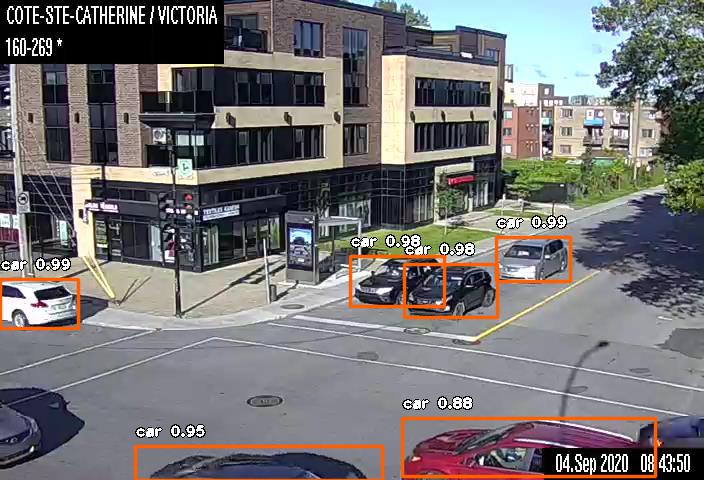 COTE-STE-CATHERINE / VICTORIA
160-269 *
car 0.99
car 0.98
car 0.98
car 0.99
car 0.95
car 0.88
04.Sep 2020 08:43:50